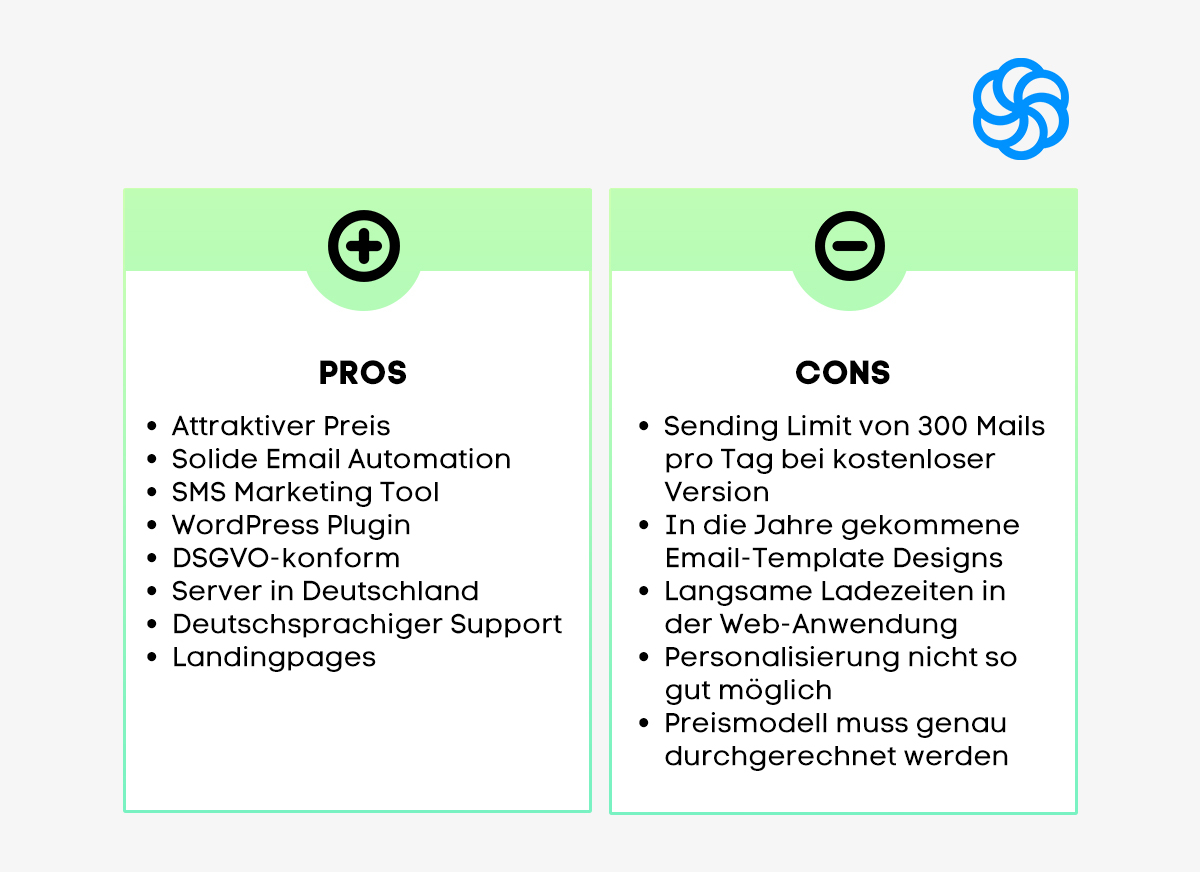 PROS
• Attraktiver Preis
• Solide Email Automation
• SMS Marketing Tool
• WordPress Plugin
• DSGVO-konform
• Server in Deutschland
• Deutschsprachiger Support
• Landingpages
CONS
• Sending Limit von 300 Mails
pro Tag bei kostenloser
Version
• In die Jahre gekommene
Email-Template Designs
• Langsame Ladezeiten in
der Web-Anwendung
• Personalisierung nicht so
gut möglich
• Preismodell muss genau
durchgerechnet werden